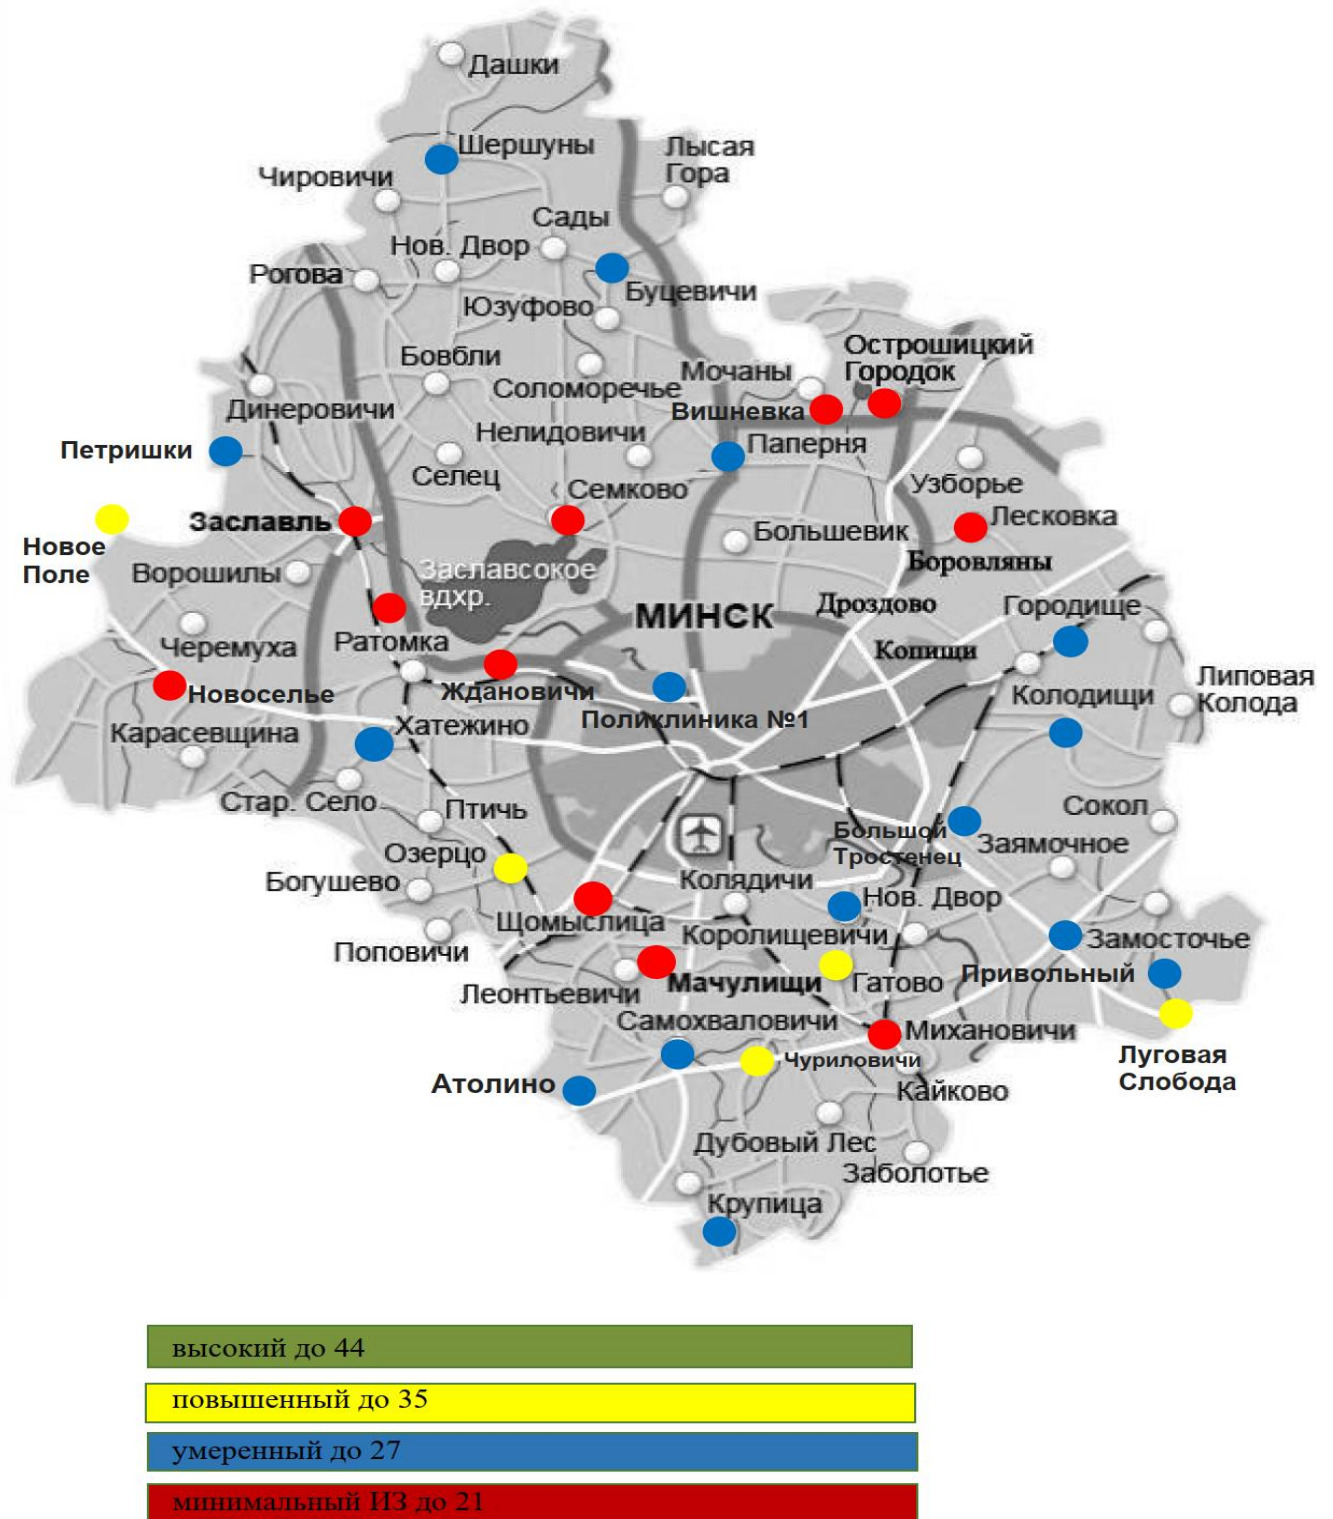 Дашки
Шершуны
Лысая
Гора
Чировичи
Сады
Нов. Двор
Рогова
Буцевичи
Юзуфово
Острошицкий
Городок
Бовбли
Мочаны
Соломоречье
Динеровичи
Вишневка
Нелидовичи
Паперня
Петришки
Селец
Узборье
Семково
Заславль
Лесковка
Большевик
Новое
Поле
Боровляны
Ворошилы
Заславсокое
вдхр.
МИНСК
Дроздово
Городище
Ратомка
Черемуха
Копищи
Липовая
Колода
Новоселье
Ждановичи
Колодищи
Поликлиника №1
Хатежино
Карасевщина
Стар. Село
Птичь
Сокол
Большой
Тростенец
Заямочное
Озерцо
Богушево
Колядичи
Нов. Двор
Щомыслица
Королищевичи
Замосточье
Поповичи
Привольный
Мачулищи
Гатово
Леонтьевичи
Самохваловичи
Михановичи
Чуриловичи
Луговая
Слобода
Атолино
Кайково
Дубовый Лес
Заболотье
Крупица
высокий до 44
повышенный до 35
умеренный до 27
минимальный ИЗ до 21